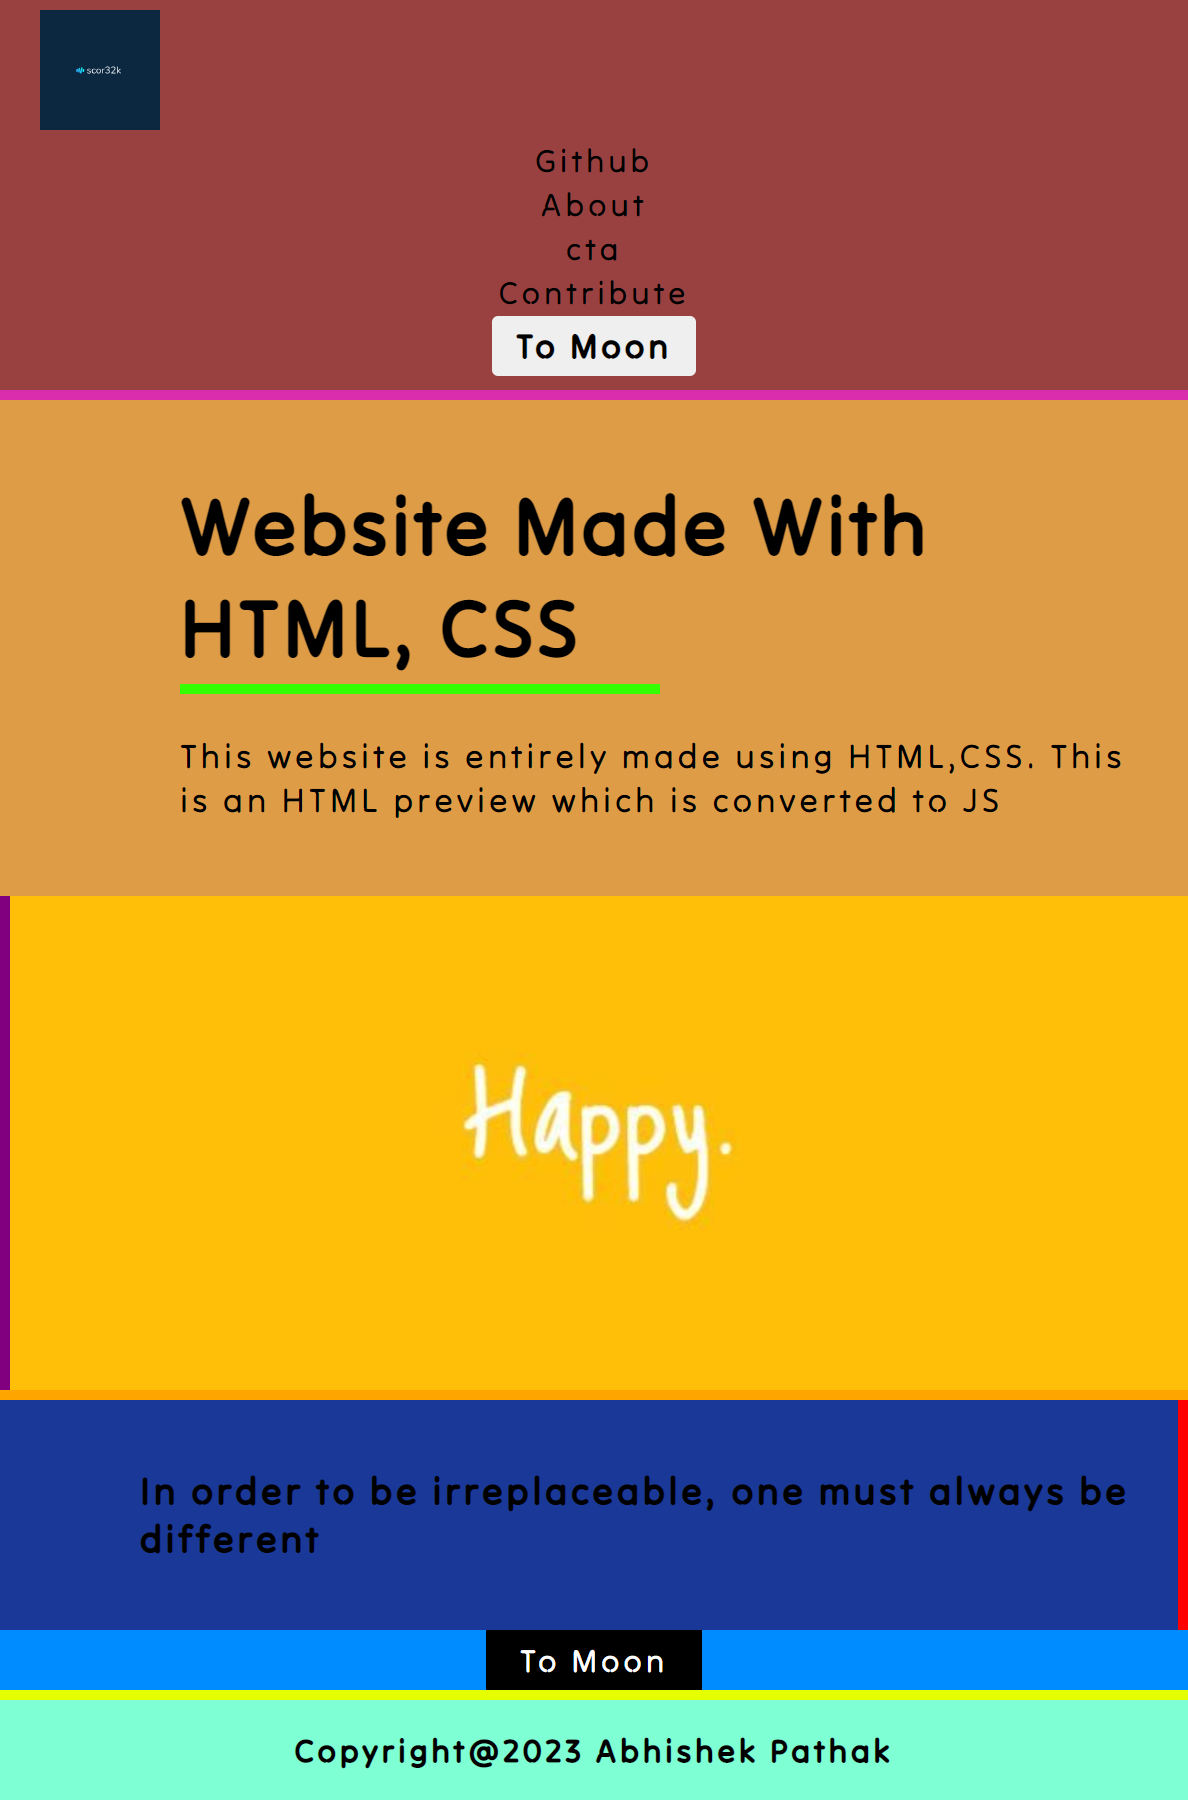 scor32k
Github
About
cta
Contribute
To Moon
Website Made With
HTML, CSS
This website is entirely made using HTML,CSS. This
is an HTML preview which is converted to JS
Happy.
In order to be irreplaceable, one must always be
different
To Moon
Copyright@2023 Abhishek Pathak